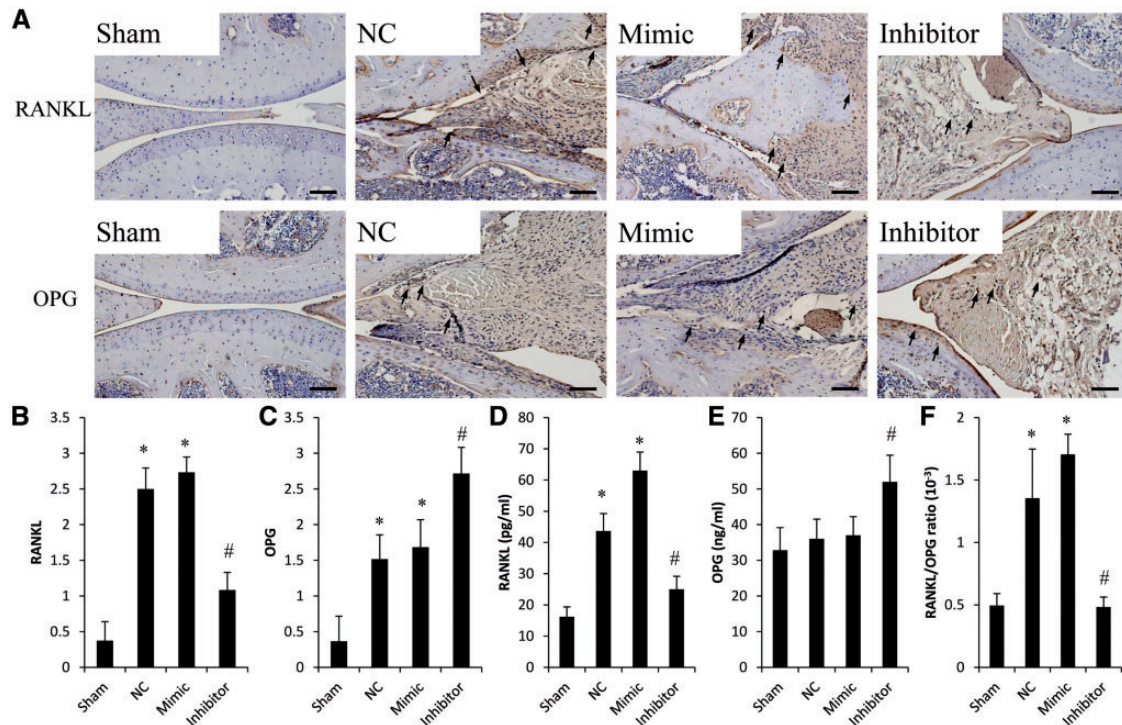 A
Sham NC Mimic Inhibitor
RANKL
Sham NC Mimic Inhibitor
OPG
B
RANKL
3.5
3
2.5
2
1.5
1
0.5
0
* * #
Sham NC Mimic Inhibitor
C
OPG
3.5
3
2.5
2
1.5
1
0.5
0
* * #
Sham NC Mimic Inhibitor
D
RANKL (pg/ml)
80
70
60
50
40
30
20
10
0
* * #
Sham NC Mimic Inhibitor
E
OPG (ng/ml)
70
60
50
40
30
20
10
0
#
Sham NC Mimic Inhibitor
F
RANKL/OPG ratio (10⁻³)
2
1.5
1
0.5
0
* * #
Sham NC Mimic Inhibitor